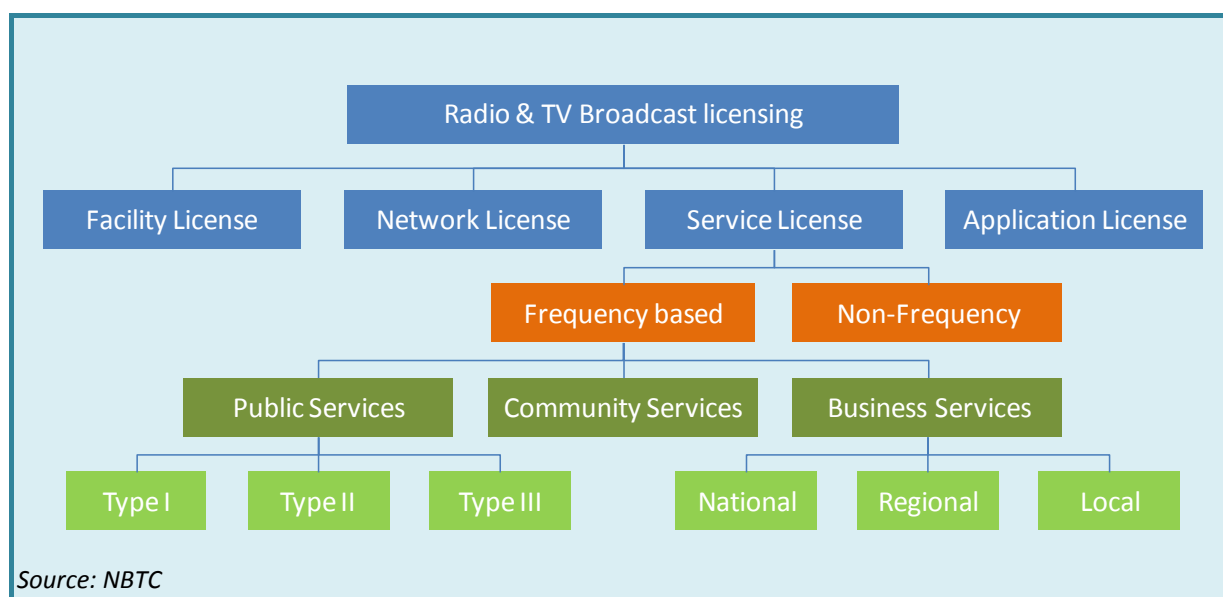 Radio & TV Broadcast licensing
Facility License
Network License
Service License
Application License
Frequency based
Non-Frequency
Public Services
Community Services
Business Services
Type I
Type II
Type III
National
Regional
Local
Source: NBTC